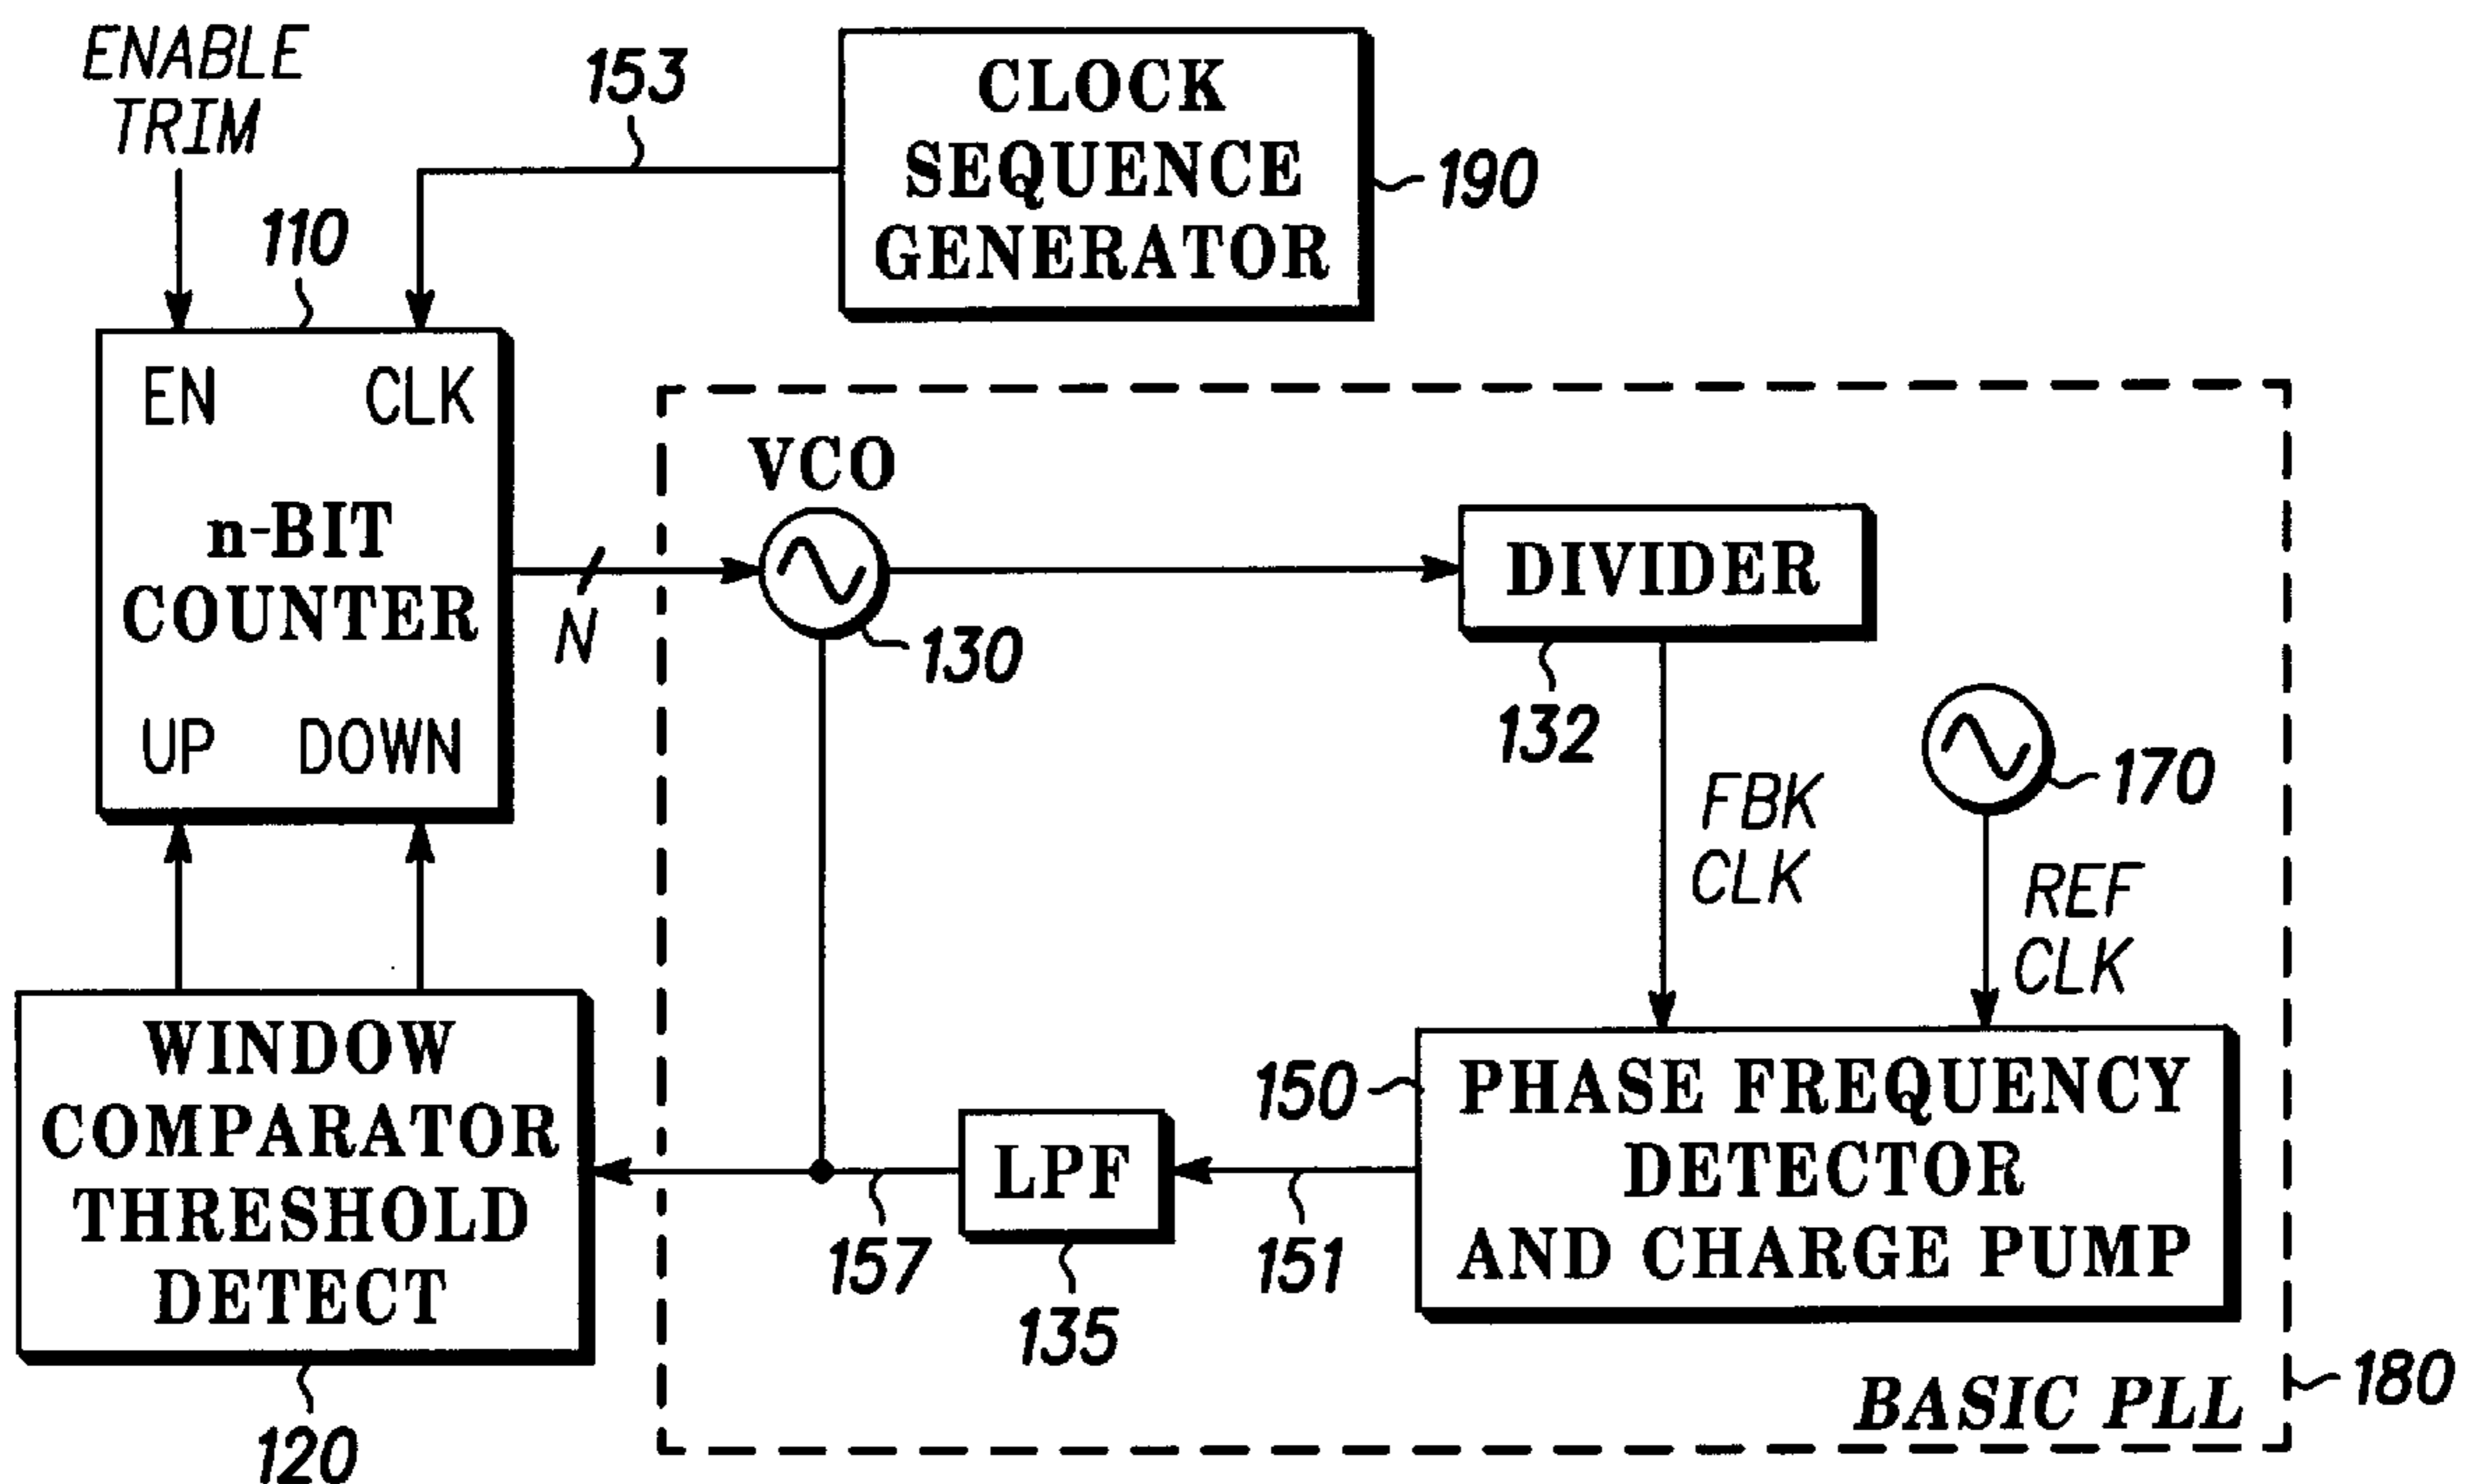 ENABLE
TRIM
153
CLOCK
SEQUENCE
GENERATOR
190
110
EN CLK
n-BIT
COUNTER
UP DOWN
N
VCO
130
DIVIDER
132
FBK
CLK
170
REF
CLK
WINDOW
COMPARATOR
THRESHOLD
DETECT
120
157
LPF
135
151
150
PHASE FREQUENCY
DETECTOR
AND CHARGE PUMP
BASIC PLL
180